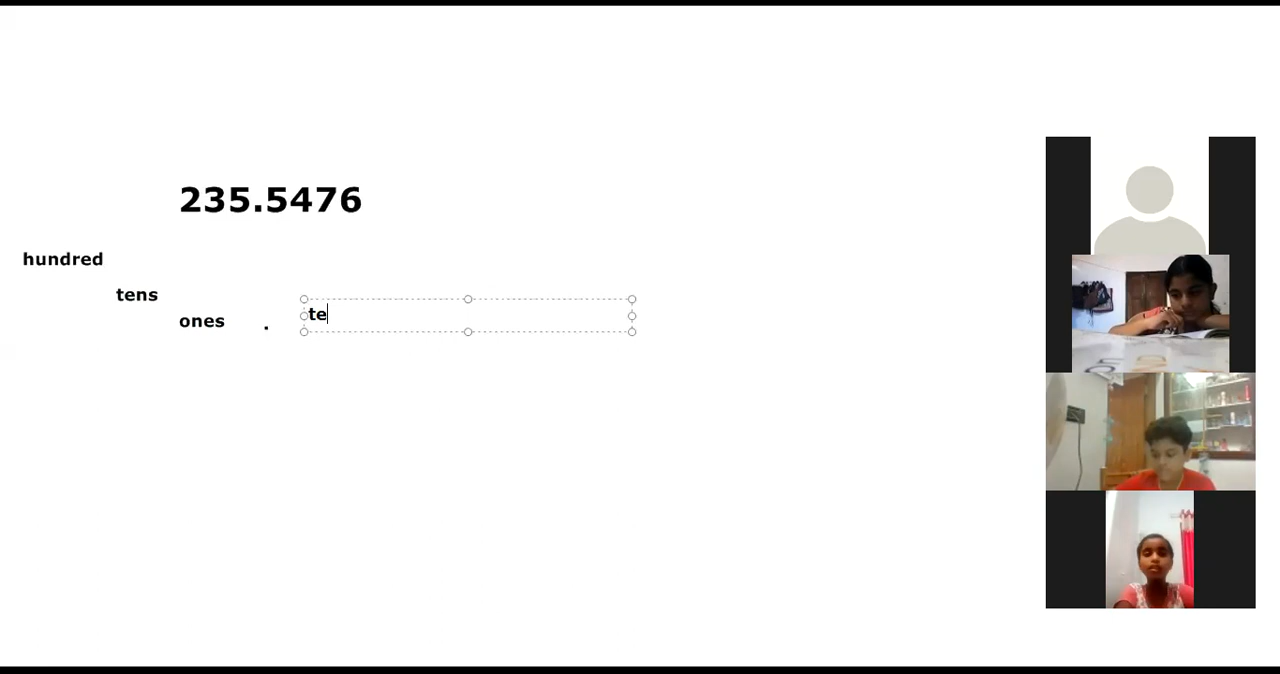 235.5476
hundred
tens
ones . te